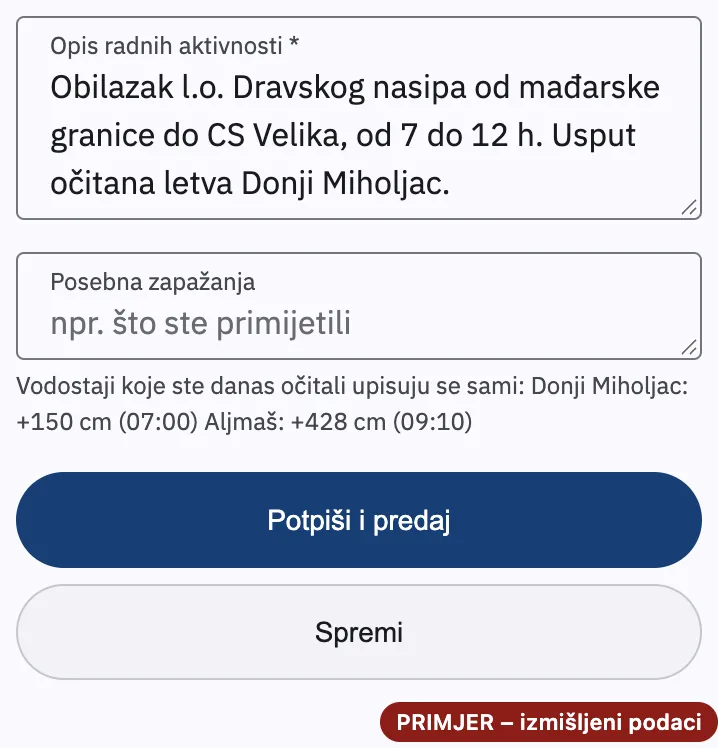 Opis radnih aktivnosti *
Obilazak l.o. Dravskog nasipa od mađarske
granice do CS Velika, od 7 do 12 h. Usput
očitana letva Donji Miholjac.
Posebna zapažanja
npr. što ste primijetili
Vodostaji koje ste danas očitali upisuju se sami: Donji Miholjac:
+150 cm (07:00) Aljmaš: +428 cm (09:10)
Potpiši i predaj
Spremi
PRIMJER – izmišljeni podaci